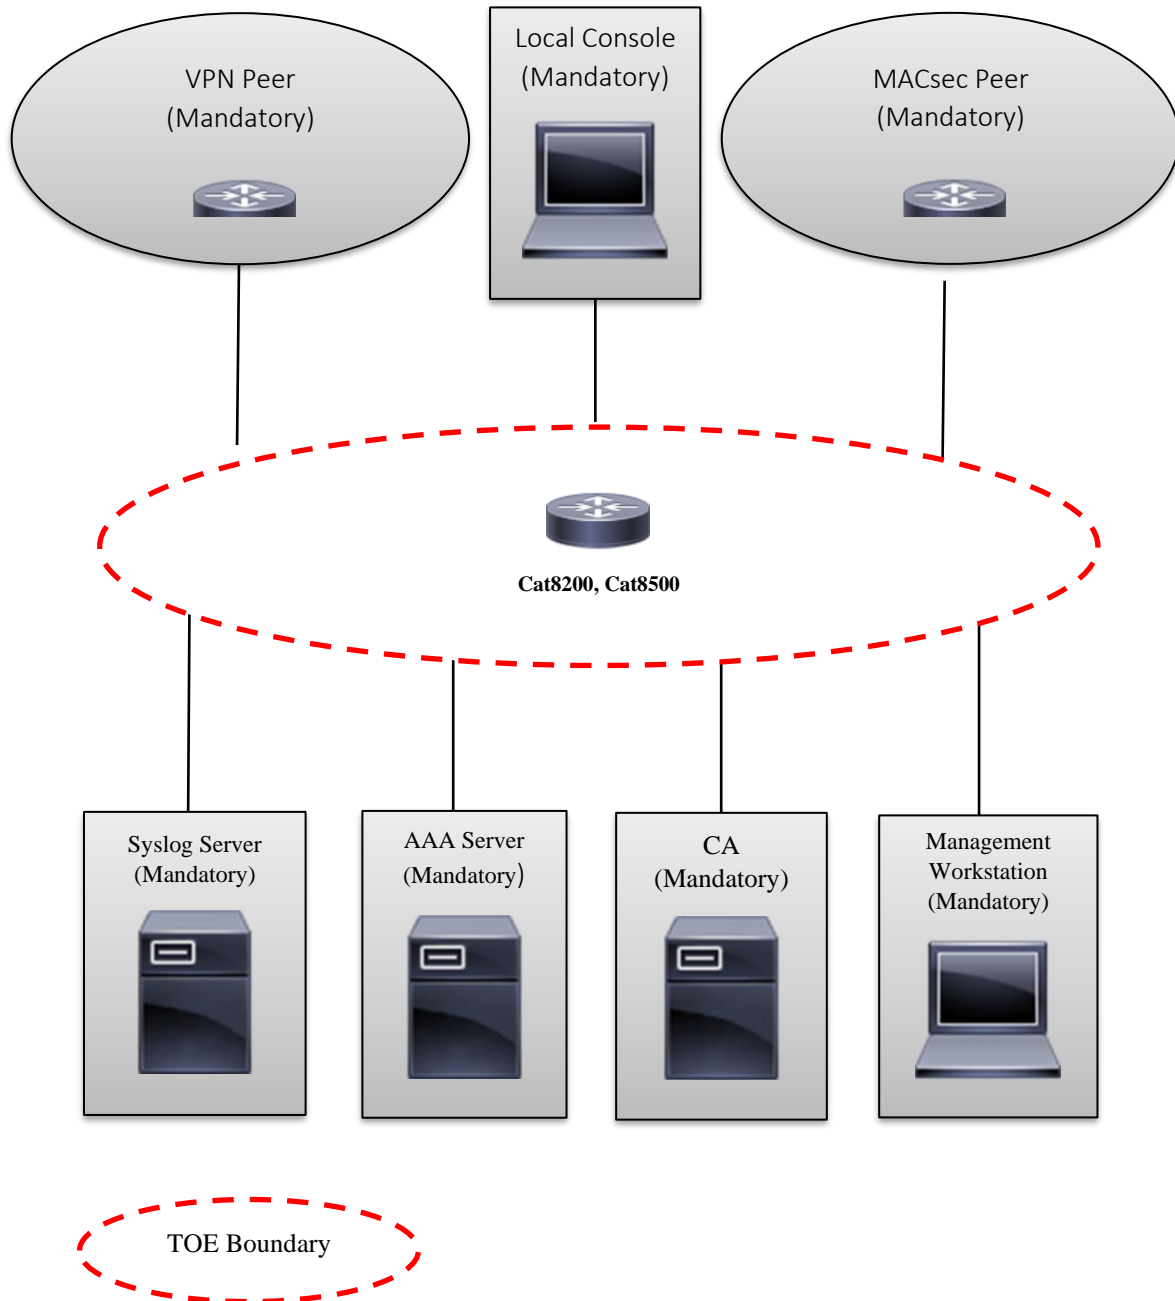 VPN Peer
(Mandatory)
Local Console
(Mandatory)
MACsec Peer
(Mandatory)
Cat8200, Cat8500
Syslog Server
(Mandatory)
AAA Server
(Mandatory)
CA
(Mandatory)
Management
Workstation
(Mandatory)
TOE Boundary